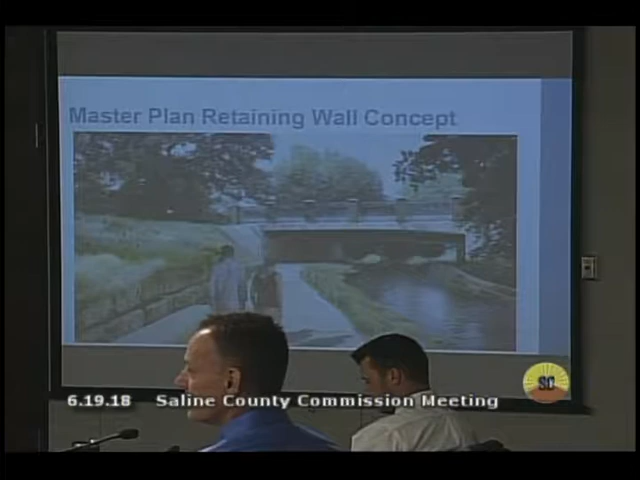 Master Plan Retaining Wall Concept
SC
6.19.18 Saline County Commission Meeting